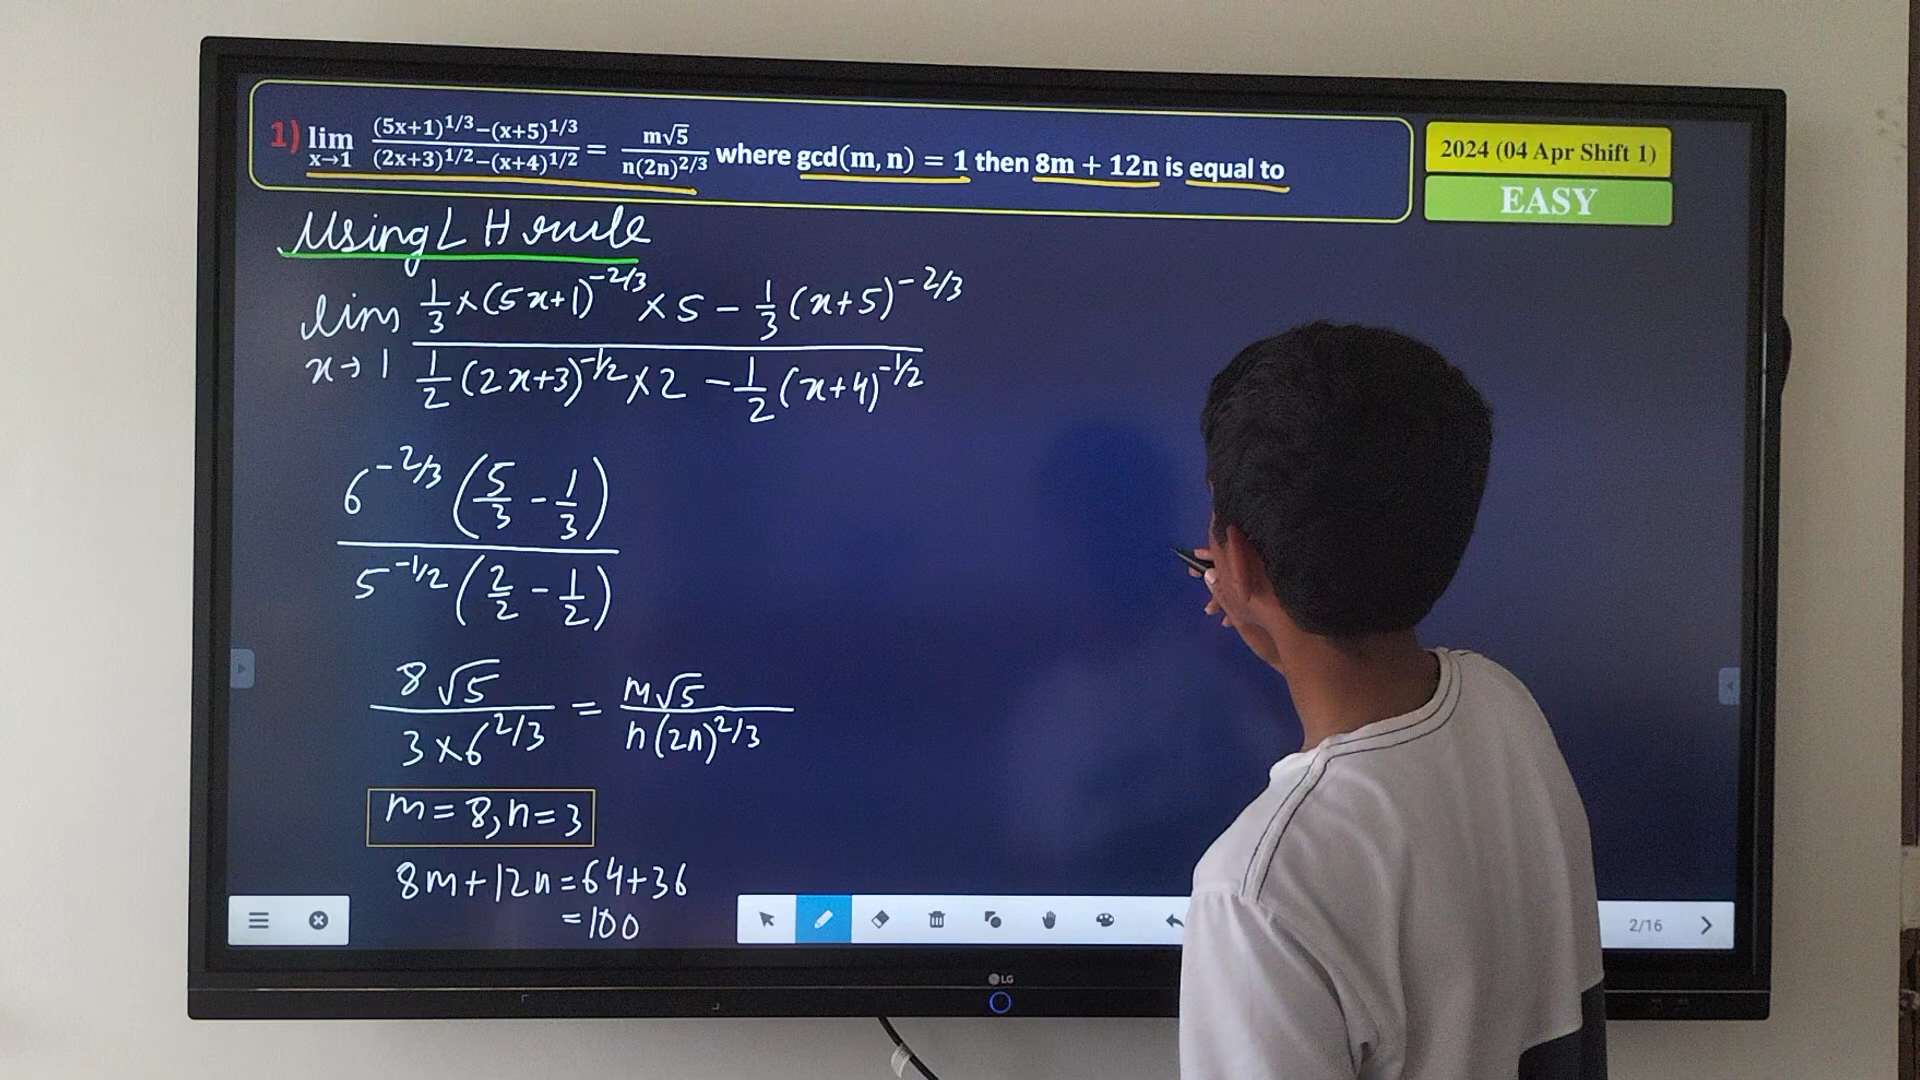 1) lim x→1 (5x+1)^1/3−(x+5)^1/3 / (2x+3)^1/2−(x+4)^1/2 = m√5 / n(2n)^2/3 where gcd(m, n) = 1 then 8m + 12n is equal to
2024 (04 Apr Shift 1)
EASY
Using L H rule
lim x→1 1/3 × (5x+1)^−2/3 × 5 − 1/3 (x+5)^−2/3 / 1/2 (2x+3)^−1/2 × 2 − 1/2 (x+4)^−1/2
6^−2/3 (5/3 − 1/3) / 5^−1/2 (2/2 − 1/2)
8√5 / 3×6^2/3 = m√5 / n(2n)^2/3
m = 8, n = 3
8m + 12n = 64 + 36
= 100
2/16
LG